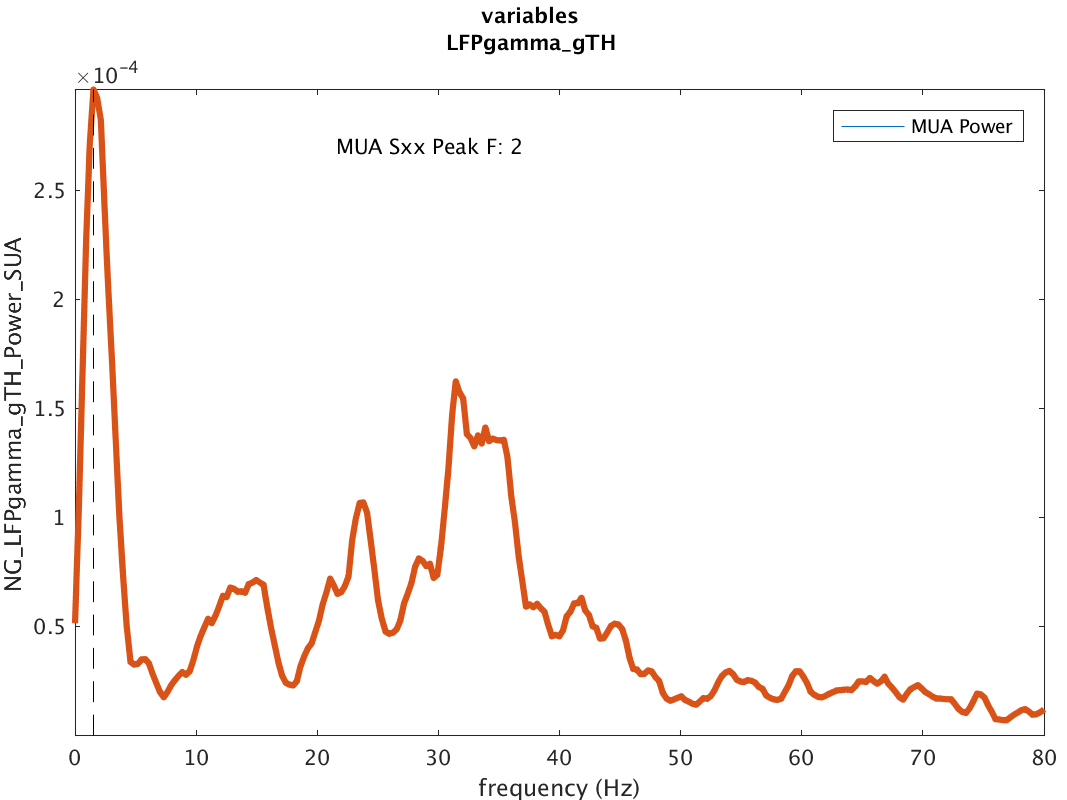 variables
LFPgamma_gTH
×10⁻⁴
MUA Power
MUA Sxx Peak F: 2
2.5
2
1.5
1
0.5
NG_LFPgamma_gTH_Power_SUA
0 10 20 30 40 50 60 70 80
frequency (Hz)